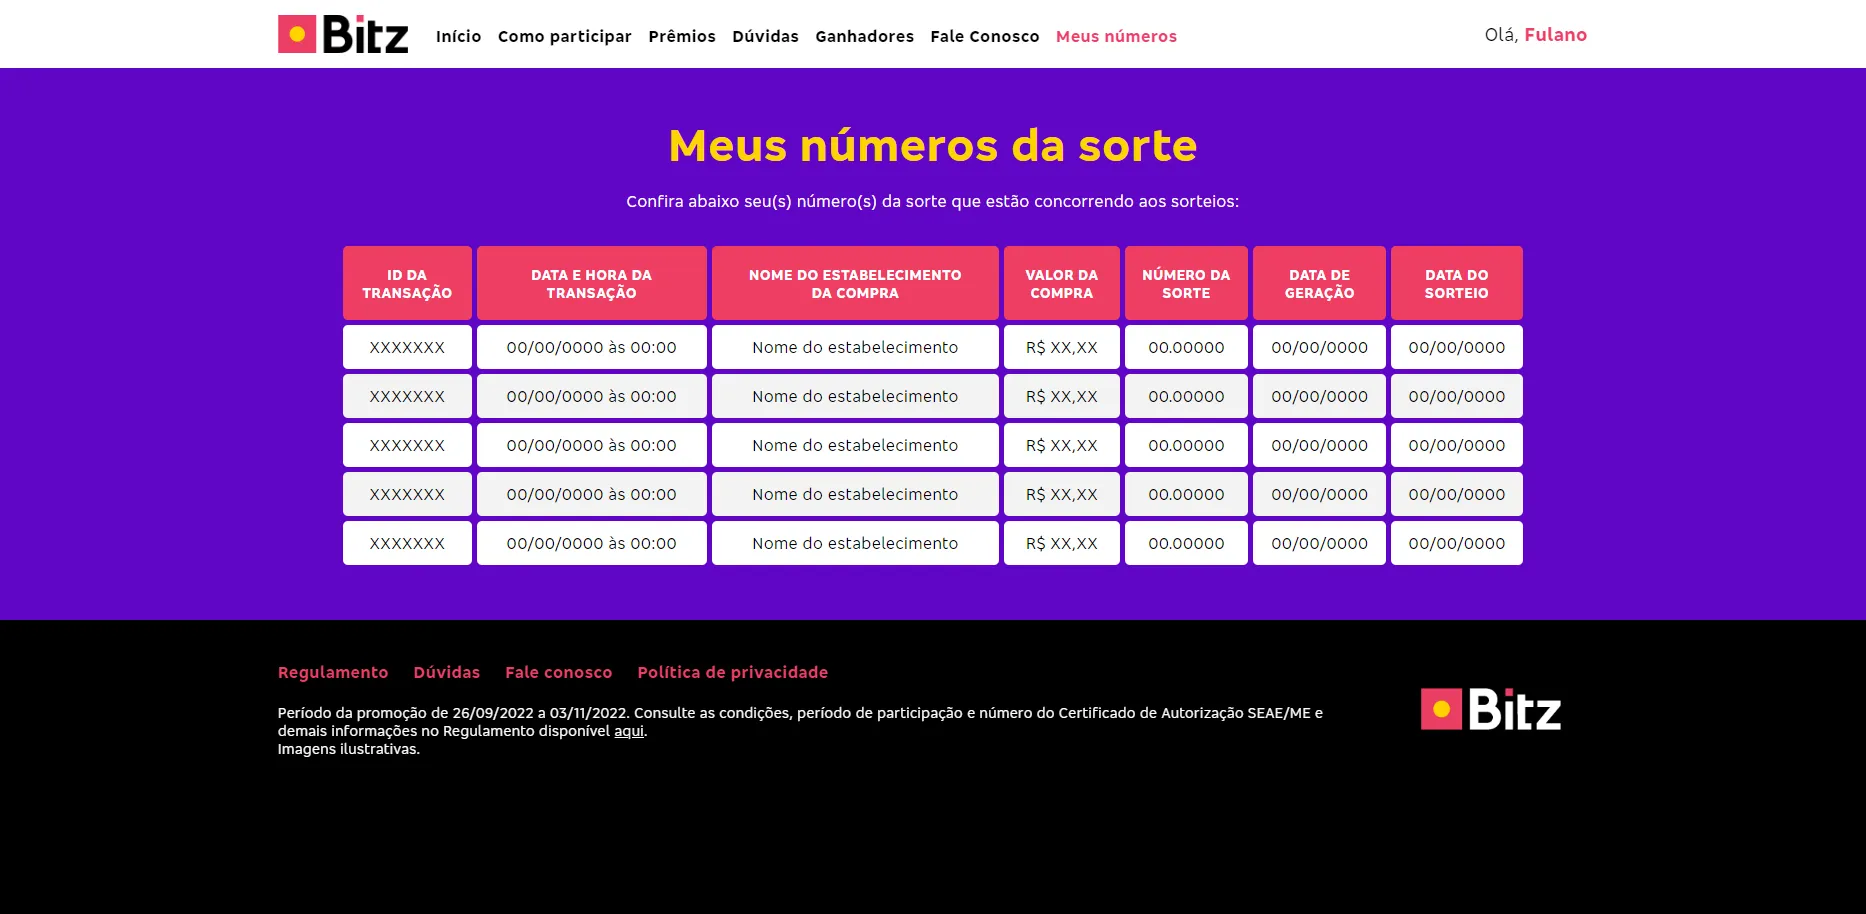 Bitz Início Como participar Prêmios Dúvidas Ganhadores Fale Conosco Meus números Olá, Fulano
Meus números da sorte
Confira abaixo seu(s) número(s) da sorte que estão concorrendo aos sorteios:
ID DA TRANSAÇÃO DATA E HORA DA TRANSAÇÃO NOME DO ESTABELECIMENTO DA COMPRA VALOR DA COMPRA NÚMERO DA SORTE DATA DE GERAÇÃO DATA DO SORTEIO
XXXXXXX 00/00/0000 às 00:00 Nome do estabelecimento R$ XX,XX 00.00000 00/00/0000 00/00/0000
XXXXXXX 00/00/0000 às 00:00 Nome do estabelecimento R$ XX,XX 00.00000 00/00/0000 00/00/0000
XXXXXXX 00/00/0000 às 00:00 Nome do estabelecimento R$ XX,XX 00.00000 00/00/0000 00/00/0000
XXXXXXX 00/00/0000 às 00:00 Nome do estabelecimento R$ XX,XX 00.00000 00/00/0000 00/00/0000
XXXXXXX 00/00/0000 às 00:00 Nome do estabelecimento R$ XX,XX 00.00000 00/00/0000 00/00/0000
Regulamento Dúvidas Fale conosco Política de privacidade
Período da promoção de 26/09/2022 a 03/11/2022. Consulte as condições, período de participação e número do Certificado de Autorização SEAE/ME e
demais informações no Regulamento disponível aqui.
Imagens ilustrativas.
Bitz